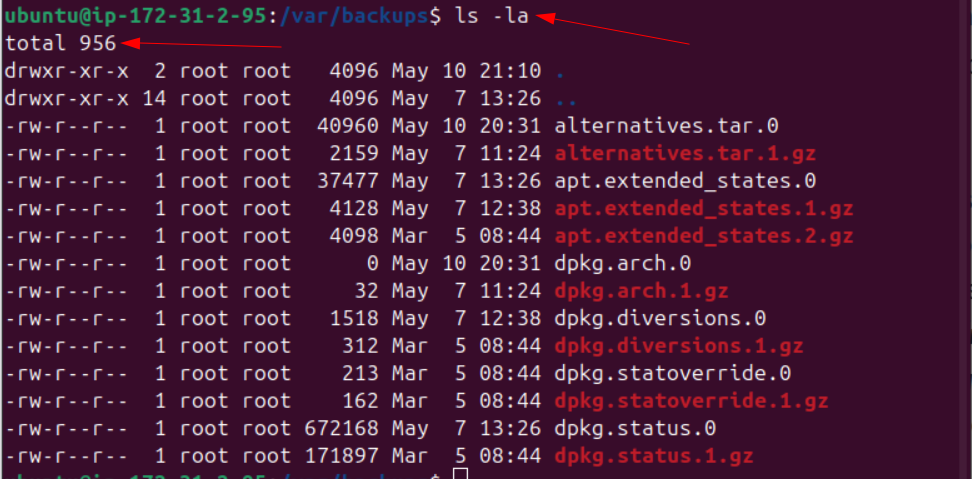 ubuntu@ip-172-31-2-95:/var/backups$ ls -la
total 956
drwxr-xr-x  2 root root   4096 May 10 21:10 .
drwxr-xr-x 14 root root   4096 May  7 13:26 ..
-rw-r--r--  1 root root  40960 May 10 20:31 alternatives.tar.0
-rw-r--r--  1 root root   2159 May  7 11:24 alternatives.tar.1.gz
-rw-r--r--  1 root root  37477 May  7 13:26 apt.extended_states.0
-rw-r--r--  1 root root   4128 May  7 12:38 apt.extended_states.1.gz
-rw-r--r--  1 root root   4098 Mar  5 08:44 apt.extended_states.2.gz
-rw-r--r--  1 root root      0 May 10 20:31 dpkg.arch.0
-rw-r--r--  1 root root     32 May  7 11:24 dpkg.arch.1.gz
-rw-r--r--  1 root root   1518 May  7 12:38 dpkg.diversions.0
-rw-r--r--  1 root root    312 Mar  5 08:44 dpkg.diversions.1.gz
-rw-r--r--  1 root root    213 Mar  5 08:44 dpkg.statoverride.0
-rw-r--r--  1 root root    162 Mar  5 08:44 dpkg.statoverride.1.gz
-rw-r--r--  1 root root 672168 May  7 13:26 dpkg.status.0
-rw-r--r--  1 root root 171897 Mar  5 08:44 dpkg.status.1.gz